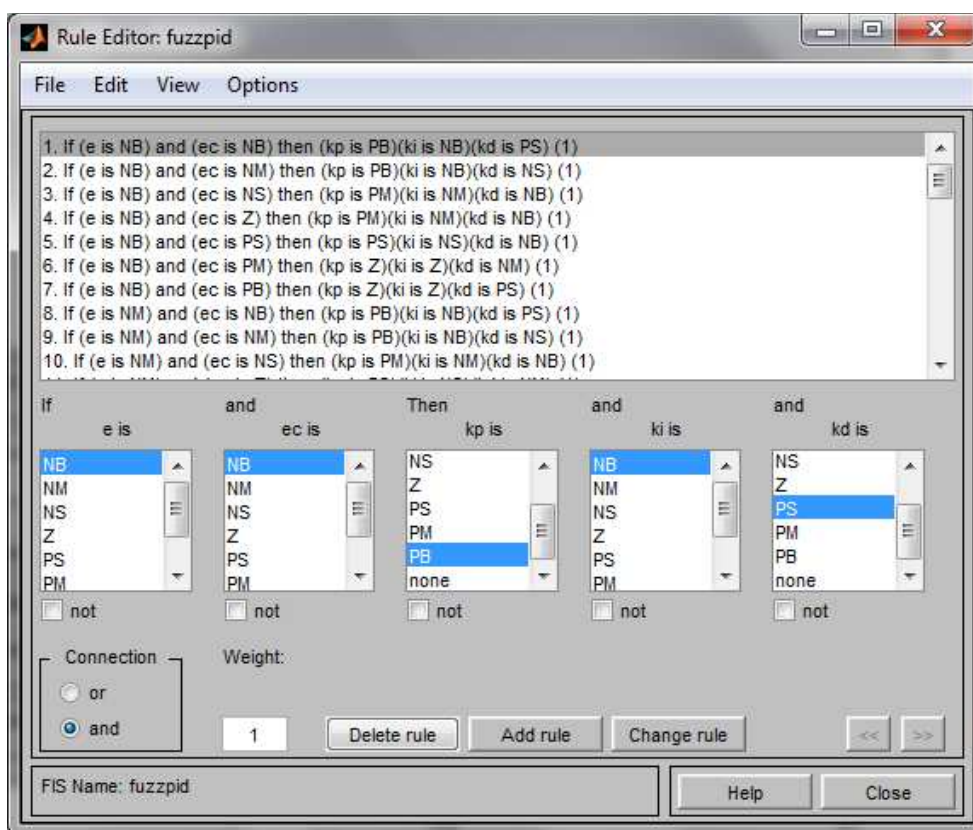 Rule Editor: fuzzpid
File Edit View Options
1. If (e is NB) and (ec is NB) then (kp is PB)(ki is NB)(kd is PS) (1)
2. If (e is NB) and (ec is NM) then (kp is PB)(ki is NB)(kd is NS) (1)
3. If (e is NB) and (ec is NS) then (kp is PM)(ki is NM)(kd is NB) (1)
4. If (e is NB) and (ec is Z) then (kp is PM)(ki is NM)(kd is NB) (1)
5. If (e is NB) and (ec is PS) then (kp is PS)(ki is NS)(kd is NB) (1)
6. If (e is NB) and (ec is PM) then (kp is Z)(ki is Z)(kd is NM) (1)
7. If (e is NB) and (ec is PB) then (kp is Z)(ki is Z)(kd is PS) (1)
8. If (e is NM) and (ec is NB) then (kp is PB)(ki is NB)(kd is PS) (1)
9. If (e is NM) and (ec is NM) then (kp is PB)(ki is NB)(kd is NS) (1)
10. If (e is NM) and (ec is NS) then (kp is PM)(ki is NM)(kd is NB) (1)
If and Then and and
e is ec is kp is ki is kd is
NB NB NS NB NS
NM NM Z NM Z
NS NS PS NS PS
Z Z PM Z PM
PS PS PB PS PB
PM PM none PM none
not not not not not
Connection Weight:
or
and 1 Delete rule Add rule Change rule << >>
FIS Name: fuzzpid Help Close